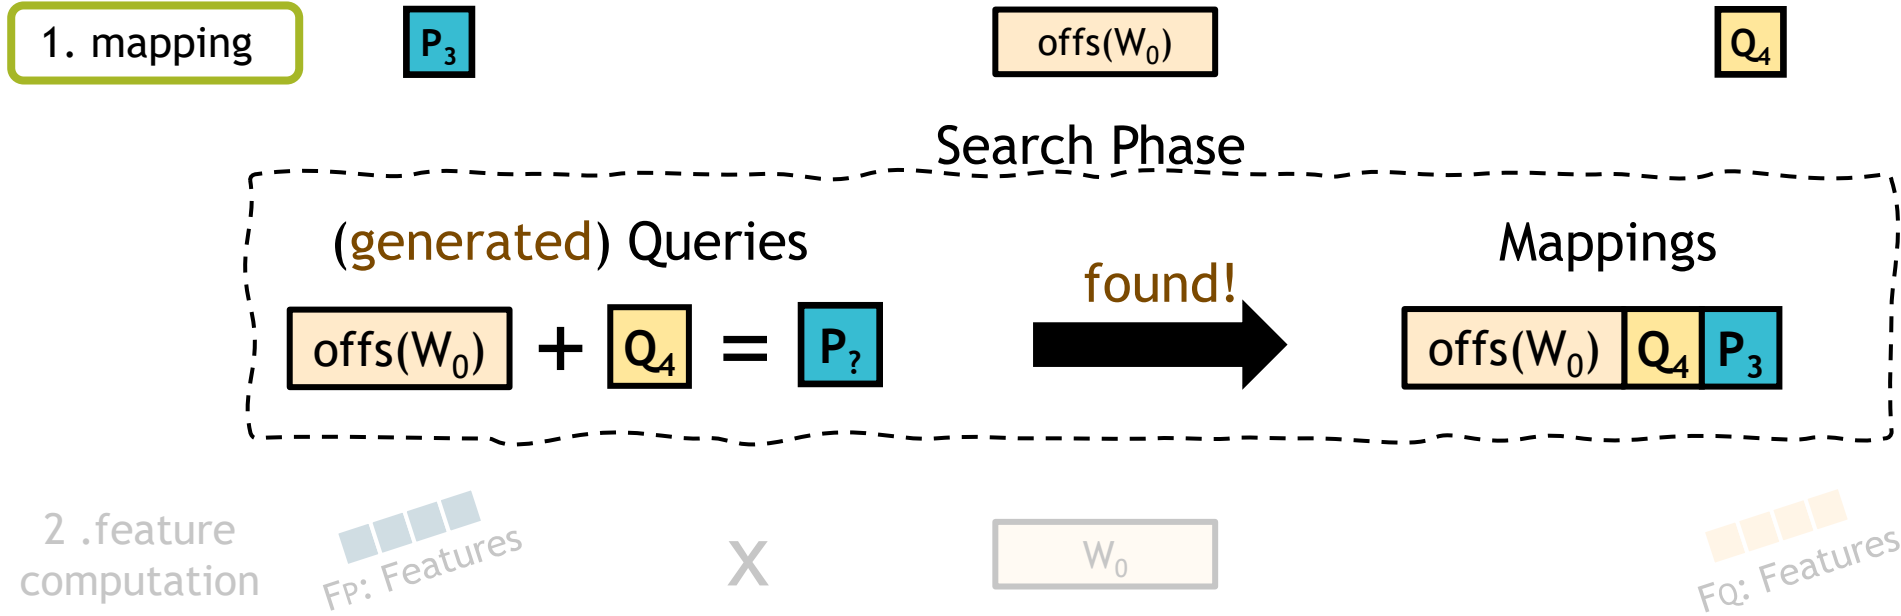 1. mapping
P3
offs(W0)
Q4
Search Phase
(generated) Queries
found!
Mappings
offs(W0) + Q4 = P?
offs(W0) Q4 P3
2 .feature
computation
FP: Features
X
W0
FQ: Features